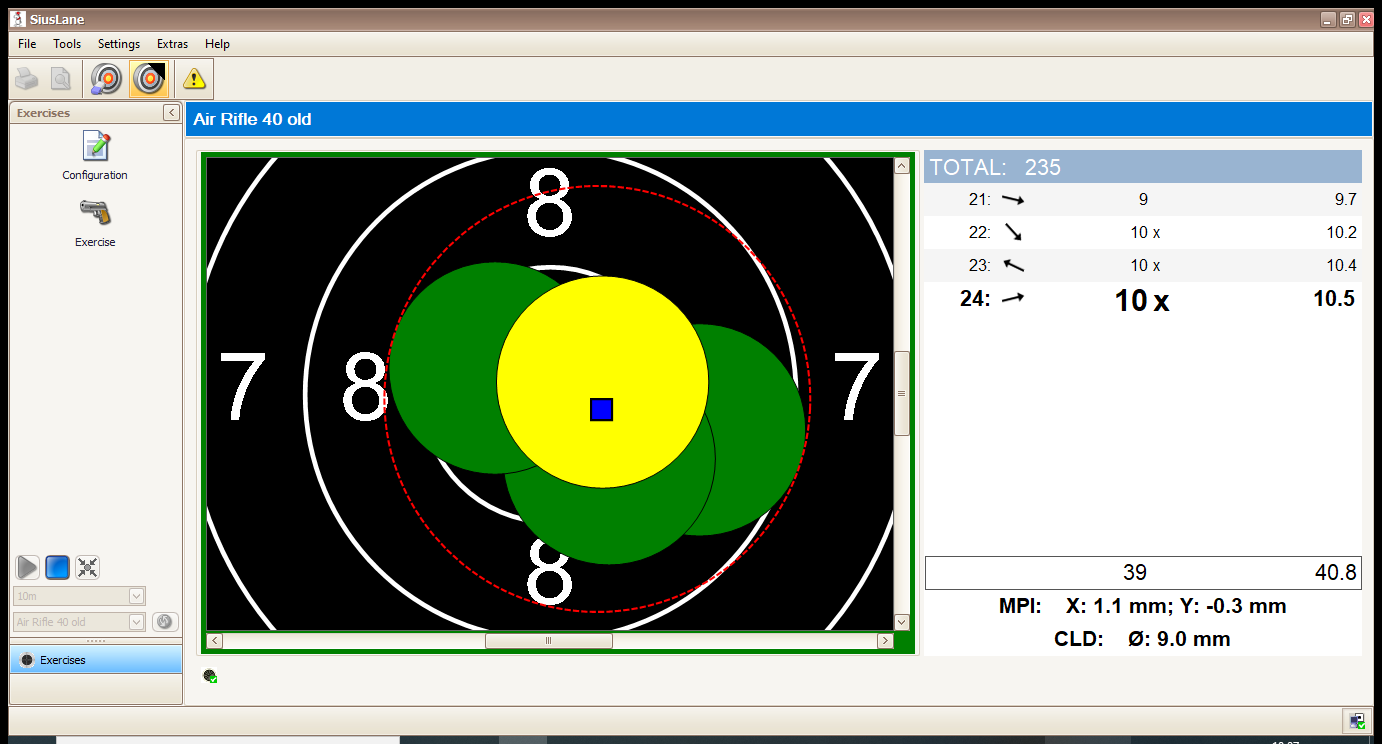 SiusLane
File Tools Settings Extras Help
Exercises
Configuration
Exercise
10m
Air Rifle 40 old
Exercises
Air Rifle 40 old
8
7 8 7
8
TOTAL: 235
21: 9 9.7
22: 10 x 10.2
23: 10 x 10.4
24: 10 x 10.5
39 40.8
MPI: X: 1.1 mm; Y: -0.3 mm
CLD: Ø: 9.0 mm